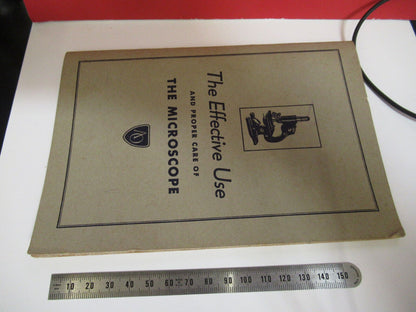 The Effective Use
AND PROPER CARE OF
THE MICROSCOPE
AO
10 20 30 40 50 60 70 80 90 100 110 120 130 140 150